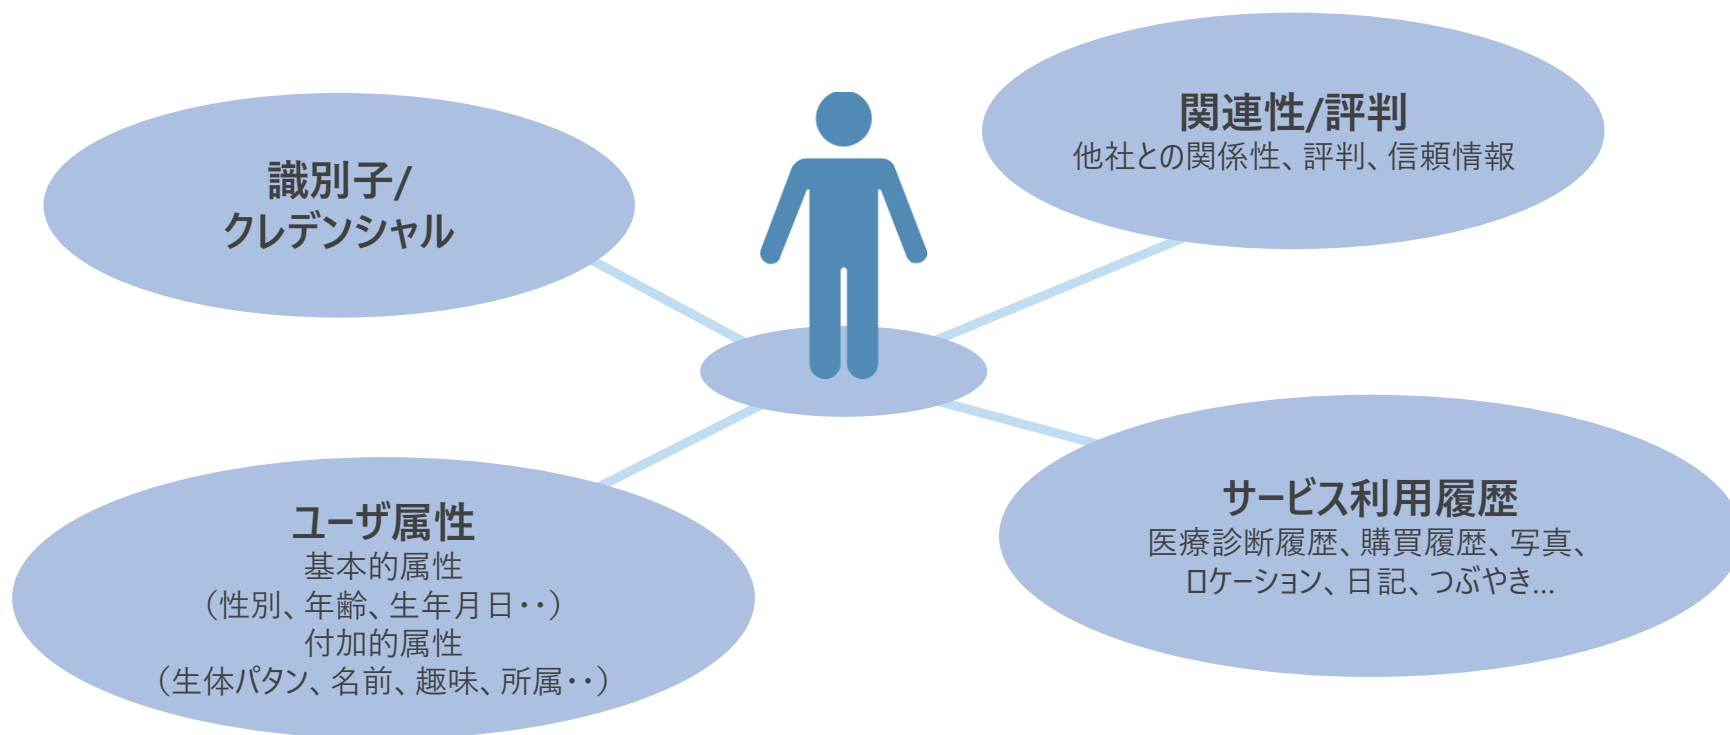 識別子/
クレデンシャル
関連性/評判
他社との関係性、評判、信頼情報
ユーザ属性
基本的属性
（性別、年齢、生年月日・・）
付加的属性
（生体パタン、名前、趣味、所属・・）
サービス利用履歴
医療診断履歴、購買履歴、写真、
ロケーション、日記、つぶやき...